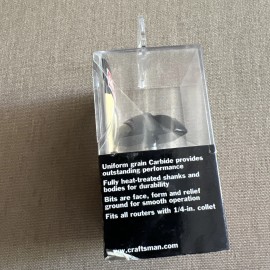 Uniform grain Carbide provides
outstanding performance
Fully heat-treated shanks and
bodies for durability
Bits are face, form and relief
ground for smooth operation
Fits all routers with 1/4-in. collet
www.craftsman.com